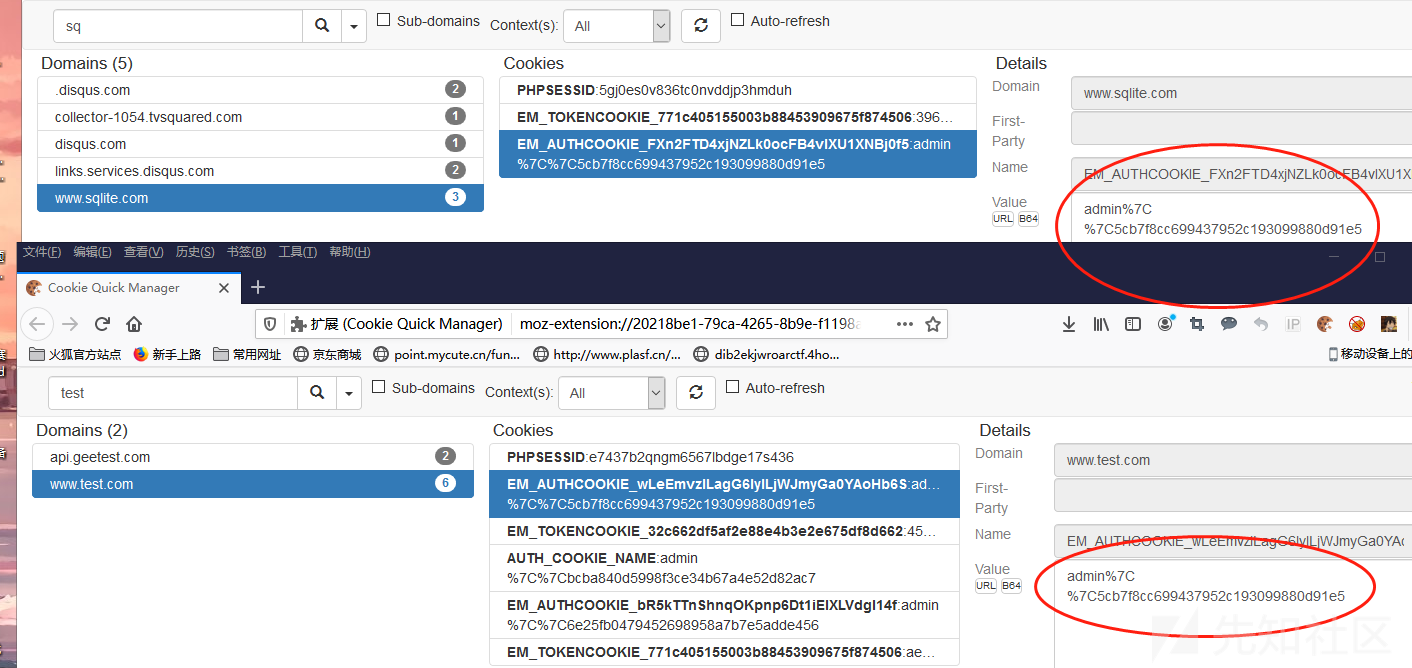 sq
Sub-domains Context(s): All Auto-refresh
Domains (5)
.disqus.com 2
collector-1054.tvsquared.com 1
disqus.com 1
links.services.disqus.com 2
www.sqlite.com 3
Cookies
PHPSESSID:5gj0es0v836tc0nvddjp3hmduh
EM_TOKENCOOKIE_771c405155003b88453909675f874506:396...
EM_AUTHCOOKIE_FXn2FTD4xjNZLk0ocFB4vIXU1XNBj0f5:admin
%7C%7C5cb7f8cc699437952c193099880d91e5
Details
Domain www.sqlite.com
First-
Party
Name EM_AUTHCOOKIE_FXn2FTD4xjNZLk0ocFB4vIXU1X
Value
URL B64
admin%7C
%7C5cb7f8cc699437952c193099880d91e5
文件(F) 编辑(E) 查看(V) 历史(S) 书签(B) 工具(T) 帮助(H)
Cookie Quick Manager
扩展 (Cookie Quick Manager) moz-extension://20218be1-79ca-4265-8b9e-f1198
IP
火狐官方站点 新手上路 常用网址 京东商城 point.mycute.cn/fun... http://www.plasf.cn/... dib2ekjwroarctf.4ho... 移动设备上的
test
Sub-domains Context(s): All Auto-refresh
Domains (2)
api.geetest.com 2
www.test.com 6
Cookies
PHPSESSID:e7437b2qngm6567lbdge17s436
EM_AUTHCOOKIE_wLeEmvzILagG6IyILjWJmyGa0YAoHb6S:ad...
%7C%7C5cb7f8cc699437952c193099880d91e5
EM_TOKENCOOKIE_32c662df5af2e88e4b3e2e675df8d662:45...
AUTH_COOKIE_NAME:admin
%7C%7Cbcba840d5998f3ce34b67a4e52d82ac7
EM_AUTHCOOKIE_bR5kTTnShnqOKpnp6Dt1iEIXLVdgl14f:admin
%7C%7C6e25fb0479452698958a7b7e5adde456
EM_TOKENCOOKIE_771c405155003b88453909675f874506:ae...
Details
Domain www.test.com
First-
Party
Name EM_AUTHCOOKIE_wLeEmvzILagG6IyILjWJmyGa0YAo
Value
URL B64
admin%7C
%7C5cb7f8cc699437952c193099880d91e5
先知社区